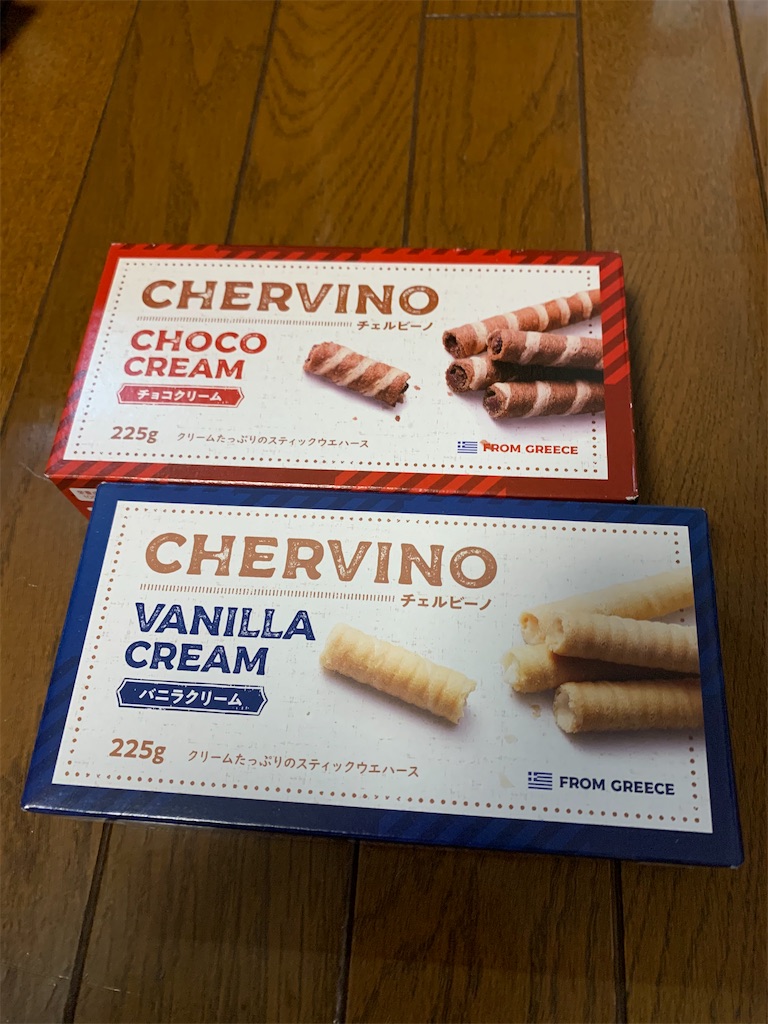 CHERVINO
チェルビーノ
CHOCO
CREAM
チョコクリーム
225g
クリームたっぷりのスティックウエハース
FROM GREECE
CHERVINO
チェルビーノ
VANILLA
CREAM
バニラクリーム
225g
クリームたっぷりのスティックウエハース
FROM GREECE